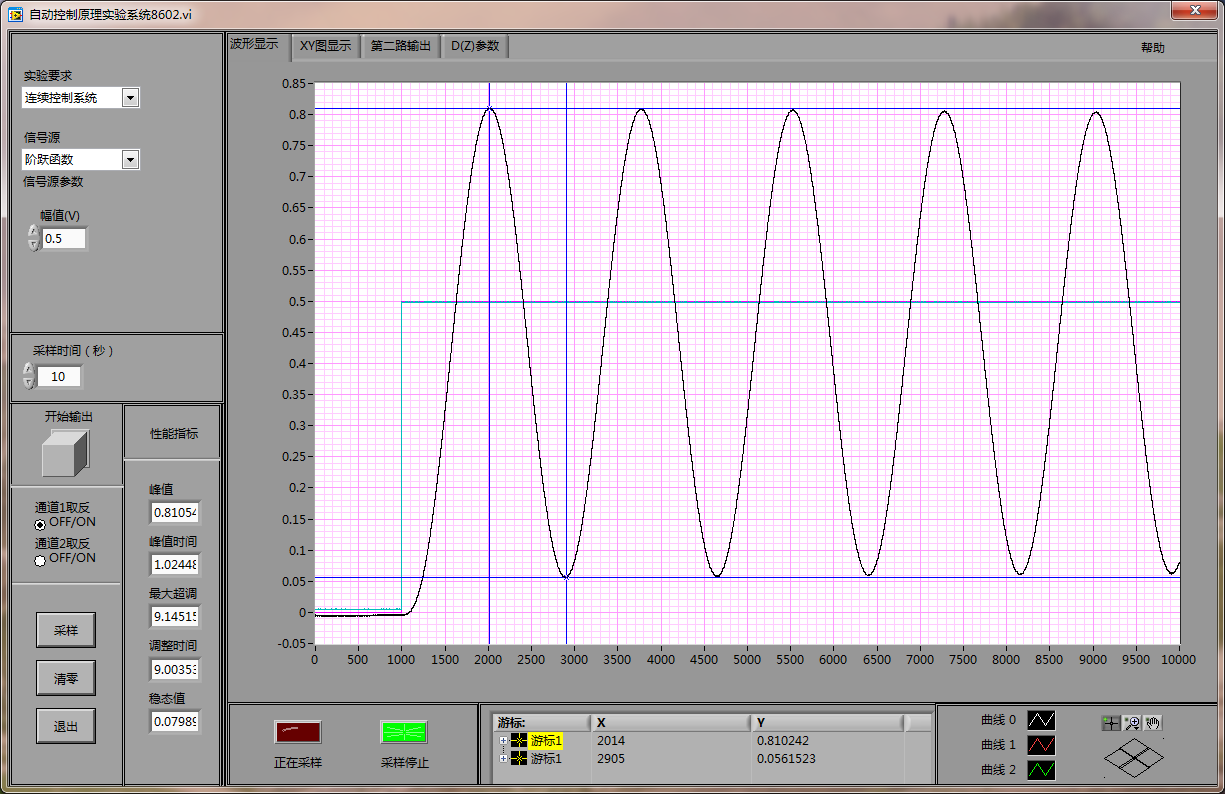 自动控制原理实验系统8602.vi
波形显示 XY图显示 第二路输出 D(Z)参数 帮助
实验要求
连续控制系统
信号源
阶跃函数
信号源参数
幅值(V)
0.5
采样时间（秒）
10
开始输出
性能指标
通道1取反
OFF/ON
通道2取反
OFF/ON
采样
清零
退出
峰值
0.81054
峰值时间
1.02448
最大超调
9.14515
调整时间
9.00353
稳态值
0.07989
0.85
0.8
0.75
0.7
0.65
0.6
0.55
0.5
0.45
0.4
0.35
0.3
0.25
0.2
0.15
0.1
0.05
0
-0.05
0 500 1000 1500 2000 2500 3000 3500 4000 4500 5000 5500 6000 6500 7000 7500 8000 8500 9000 9500 10000
正在采样
采样停止
游标: X Y
游标1 2014 0.810242
游标1 2905 0.0561523
曲线 0
曲线 1
曲线 2